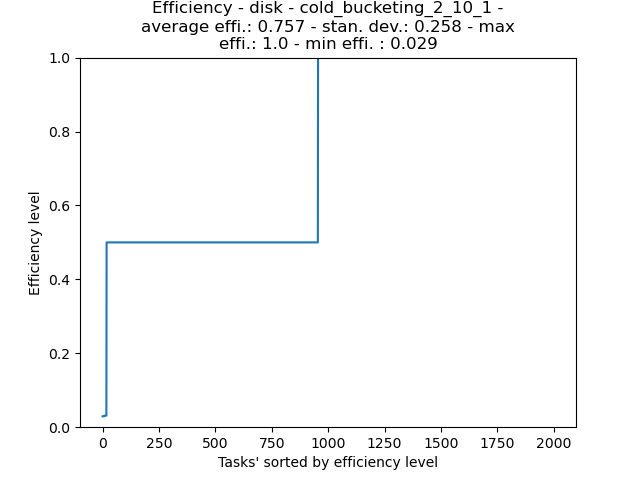 Efficiency - disk - cold_bucketing_2_10_1 -
average effi.: 0.757 - stan. dev.: 0.258 - max
effi.: 1.0 - min effi. : 0.029
1.0
0.8
0.6
0.4
0.2
0.0
Efficiency level
0 250 500 750 1000 1250 1500 1750 2000
Tasks' sorted by efficiency level